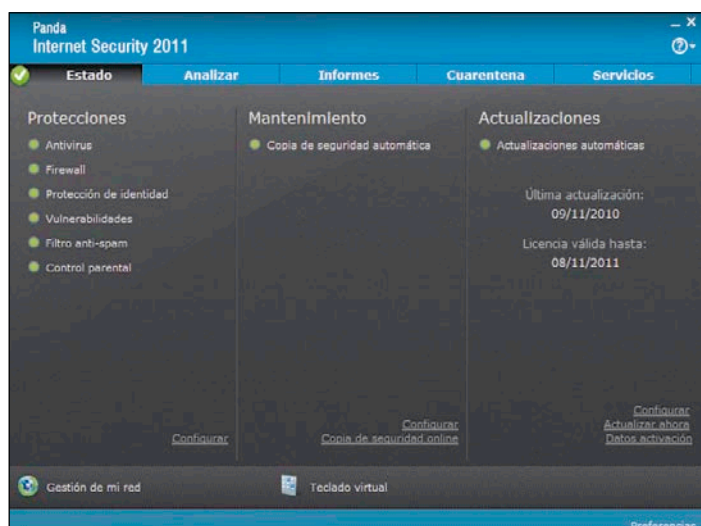 Panda
Internet Security 2011
Estado
Analizar
Informes
Cuarentena
Servicios
Protecciones
Antivirus
Firewall
Protección de identidad
Vulnerabilidades
Filtro anti-spam
Control parental
Configurar
Mantenimiento
Copia de seguridad automática
Configurar
Copia de seguridad online
Actualizaciones
Actualizaciones automáticas
Última actualización:
09/11/2010
Licencia válida hasta:
08/11/2011
Configurar
Actualizar ahora
Datos activación
Gestión de mi red
Teclado virtual
Preferencias